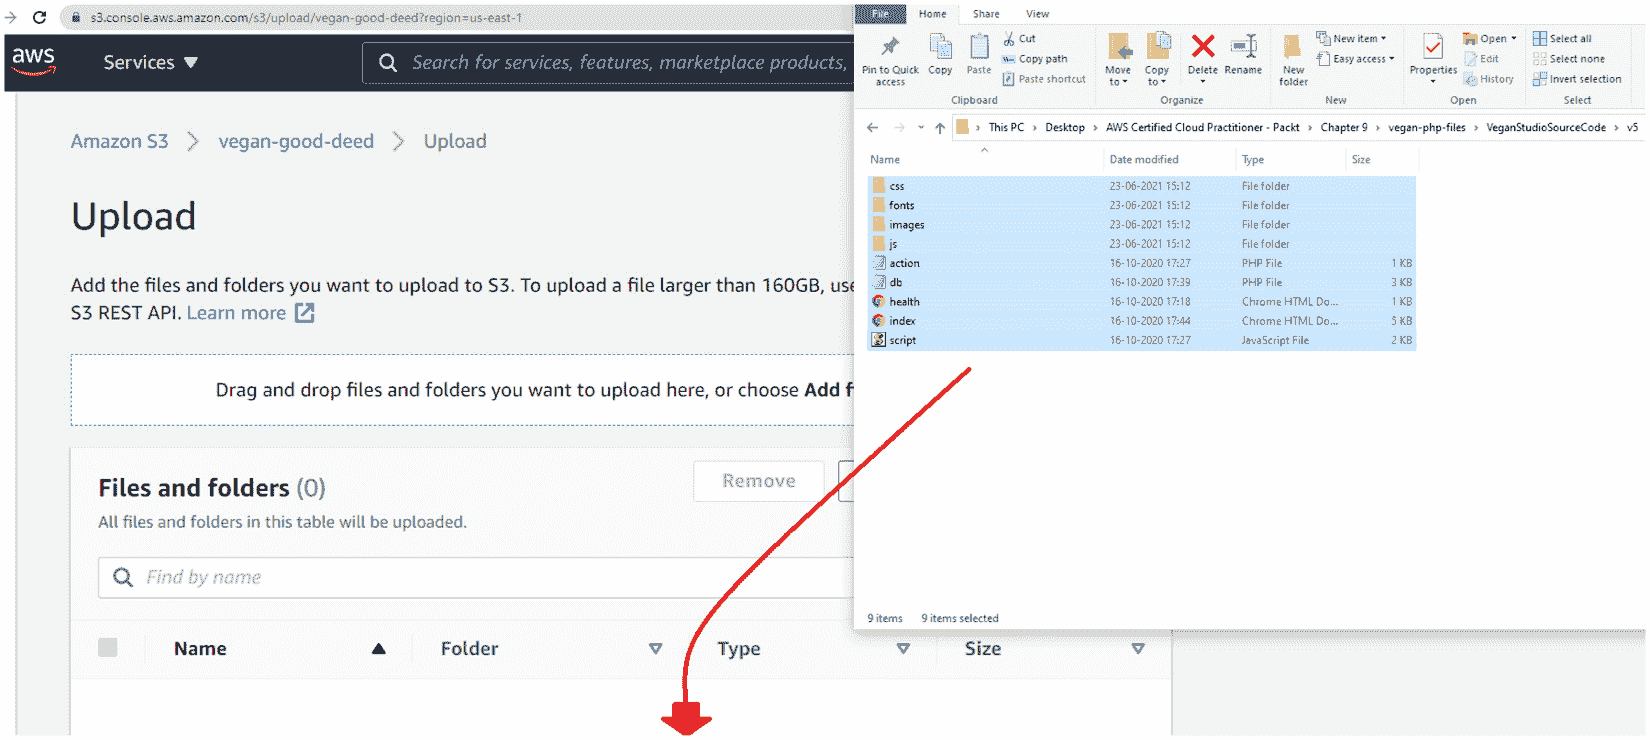 s3.console.aws.amazon.com/s3/upload/vegan-good-deed?region=us-east-1
aws
Services
Search for services, features, marketplace products,
Amazon S3
vegan-good-deed
Upload
Upload
Add the files and folders you want to upload to S3. To upload a file larger than 160GB, use
S3 REST API. Learn more
Drag and drop files and folders you want to upload here, or choose Add f
Files and folders (0)
Remove
All files and folders in this table will be uploaded.
Find by name
Name Folder Type Size
File Home Share View
Pin to Quick access
Copy
Paste
Cut
Copy path
Paste shortcut
Clipboard
Move to
Copy to
Delete
Rename
Organize
New folder
New item
Easy access
New
Properties
Open
Edit
History
Open
Select all
Select none
Invert selection
Select
This PC › Desktop › AWS Certified Cloud Practitioner - Packt › Chapter 9 › vegan-php-files › VeganStudioSourceCode › v5
Name Date modified Type Size
css 23-06-2021 15:12 File folder
fonts 23-06-2021 15:12 File folder
images 23-06-2021 15:12 File folder
js 23-06-2021 15:12 File folder
action 16-10-2020 17:27 PHP File 1 KB
db 16-10-2020 17:39 PHP File 3 KB
health 16-10-2020 17:18 Chrome HTML Do... 1 KB
index 16-10-2020 17:44 Chrome HTML Do... 5 KB
script 16-10-2020 17:27 JavaScript File 2 KB
9 items 9 items selected